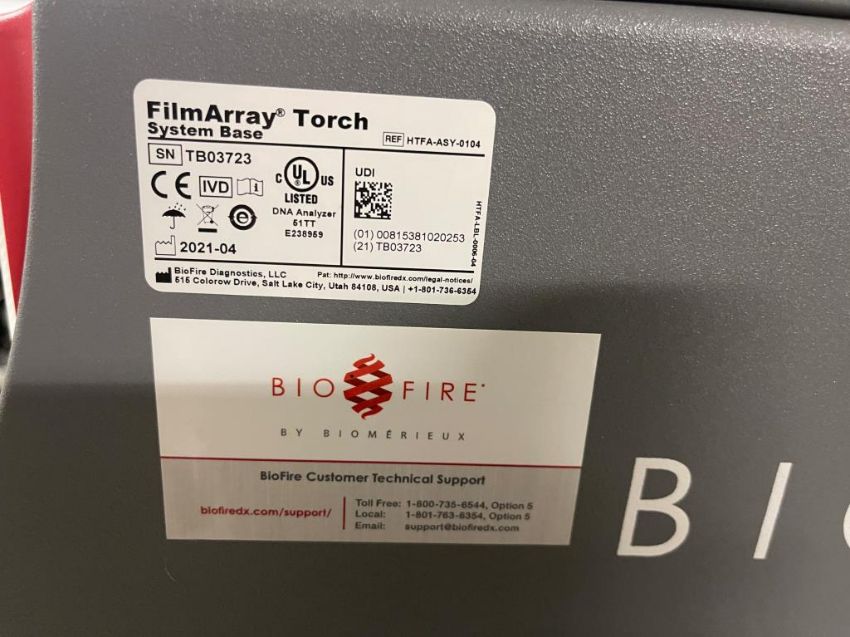 FilmArray® Torch
System Base
REF HTFA-ASY-0104
SN TB03723
CE IVD
C UL US
LISTED
DNA Analyzer
51TT
E238959
UDI
(01) 00815381020253
(21) TB03723
HTFA-LBL-0006-04
e
2021-04
BioFire Diagnostics, LLC Pat: http://www.biofiredx.com/legal-notices/
515 Colorow Drive, Salt Lake City, Utah 84108, USA | +1-801-736-6354
BIO FIRE
BY BIOMÉRIEUX
BioFire Customer Technical Support
biofiredx.com/support/
Toll Free: 1-800-735-6544, Option 5
Local: 1-801-763-6354, Option 5
Email: support@biofiredx.com
BI